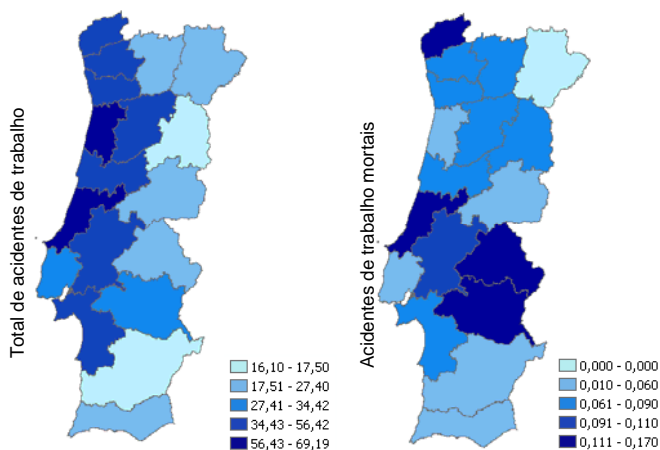 Total de acidentes de trabalho
16,10 - 17,50
17,51 - 27,40
27,41 - 34,42
34,43 - 56,42
56,43 - 69,19
Acidentes de trabalho mortais
0,000 - 0,000
0,010 - 0,060
0,061 - 0,090
0,091 - 0,110
0,111 - 0,170